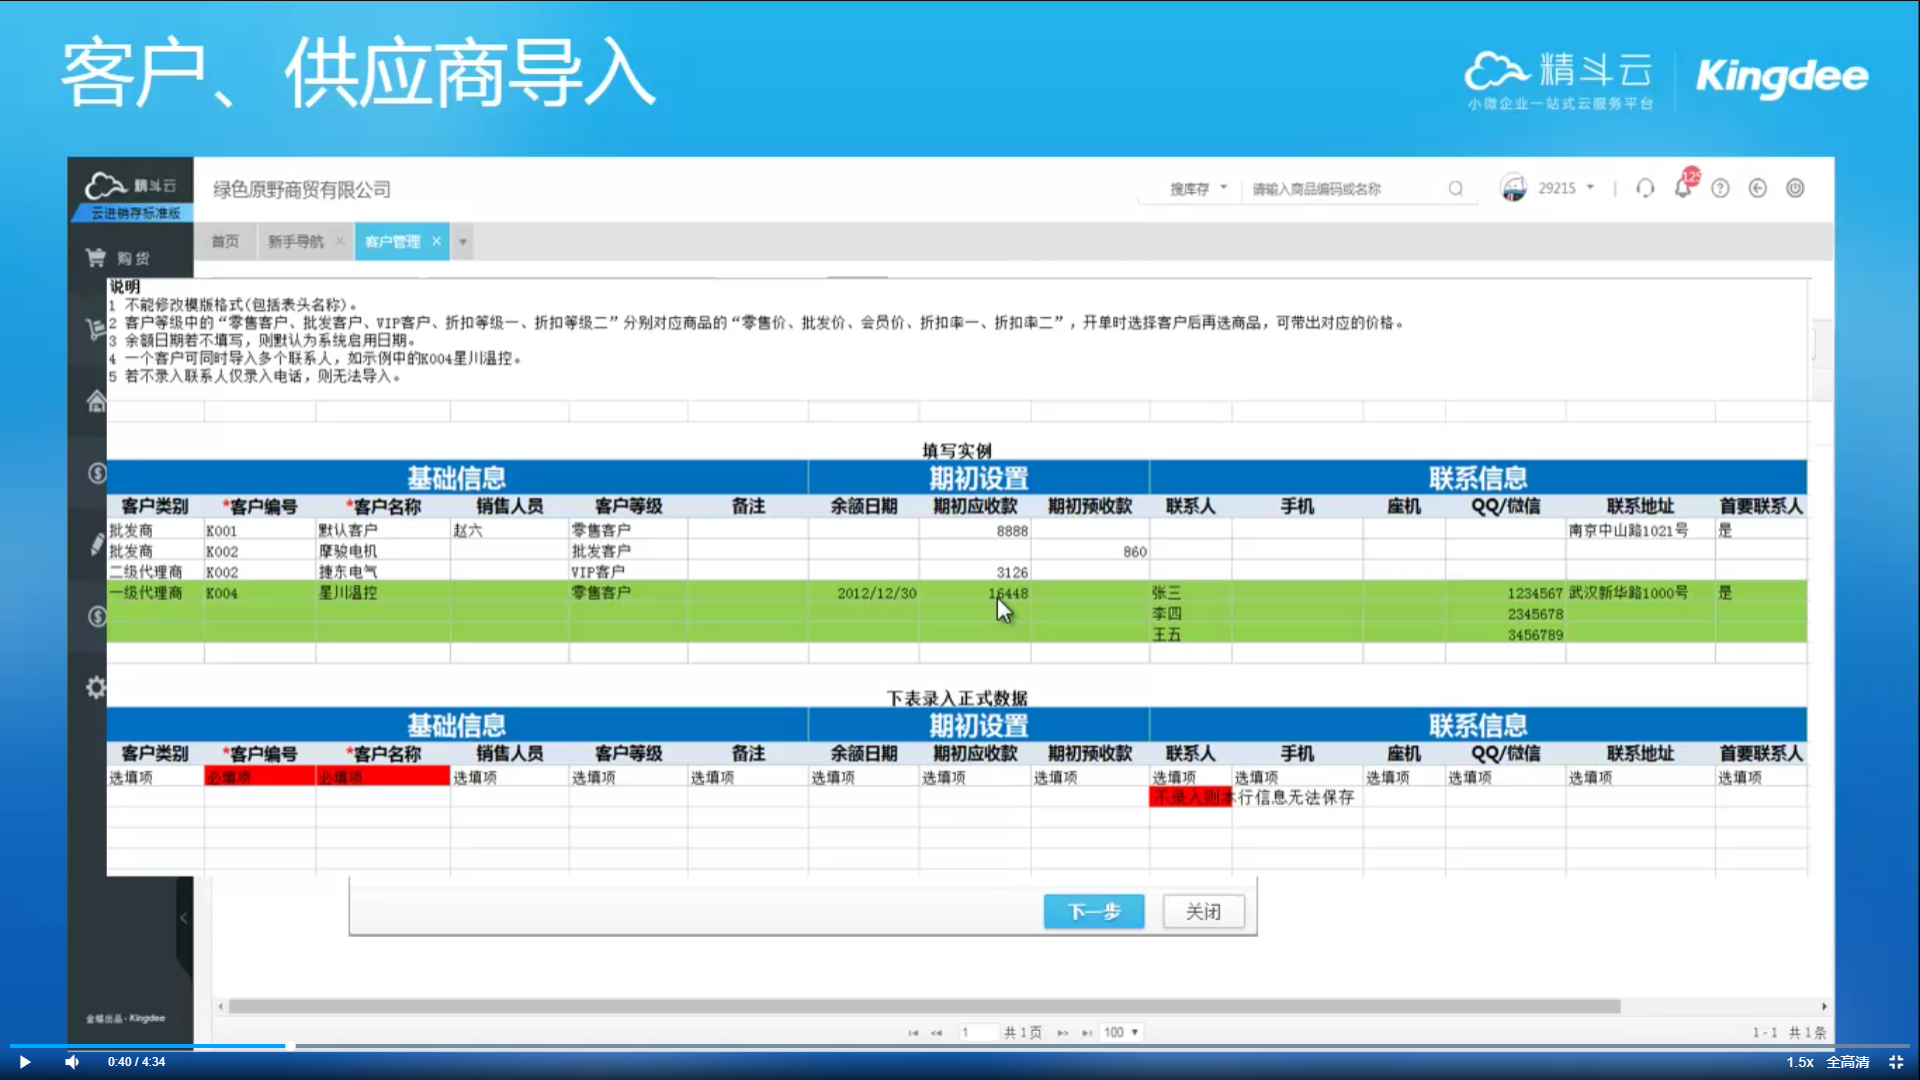 客户、供应商导入
精斗云
小微企业一站式云服务平台
Kingdee
精斗云
云进销存标准版
绿色原野商贸有限公司
搜库存 请输入商品编码或名称 29215 125
首页 新手导航 客户管理
购货
说明
1 不能修改模版格式(包括表头名称)。
2 客户等级中的“零售客户、批发客户、VIP客户、折扣等级一、折扣等级二”分别对应商品的“零售价、批发价、会员价、折扣率一、折扣率二”,开单时选择客户后再选商品,可带出对应的价格。
3 余额日期若不填写,则默认为系统启用日期。
4 一个客户可同时导入多个联系人,如示例中的K004星川温控。
5 若不录入联系人仅录入电话,则无法导入。
填写实例
基础信息 期初设置 联系信息
客户类别 *客户编号 *客户名称 销售人员 客户等级 备注 余额日期 期初应收款 期初预收款 联系人 手机 座机 QQ/微信 联系地址 首要联系人
批发商 K001 默认客户 赵六 零售客户 8888 南京中山路1021号 是
批发商 K002 摩骏电机 批发客户 860
二级代理商 K002 捷东电气 VIP客户 3126
一级代理商 K004 星川温控 零售客户 2012/12/30 16448 张三 1234567 武汉新华路1000号 是
李四 2345678
王五 3456789
下表录入正式数据
基础信息 期初设置 联系信息
客户类别 *客户编号 *客户名称 销售人员 客户等级 备注 余额日期 期初应收款 期初预收款 联系人 手机 座机 QQ/微信 联系地址 首要联系人
选填项 必填项 必填项 选填项 选填项 选填项 选填项 选填项 选填项 选填项 选填项 选填项 选填项 选填项 选填项
不录入则本行信息无法保存
下一步 关闭
金蝶出品·Kingdee
1 共1页 100 1-1 共1条
0:40 / 4:34 1.5x 全高清